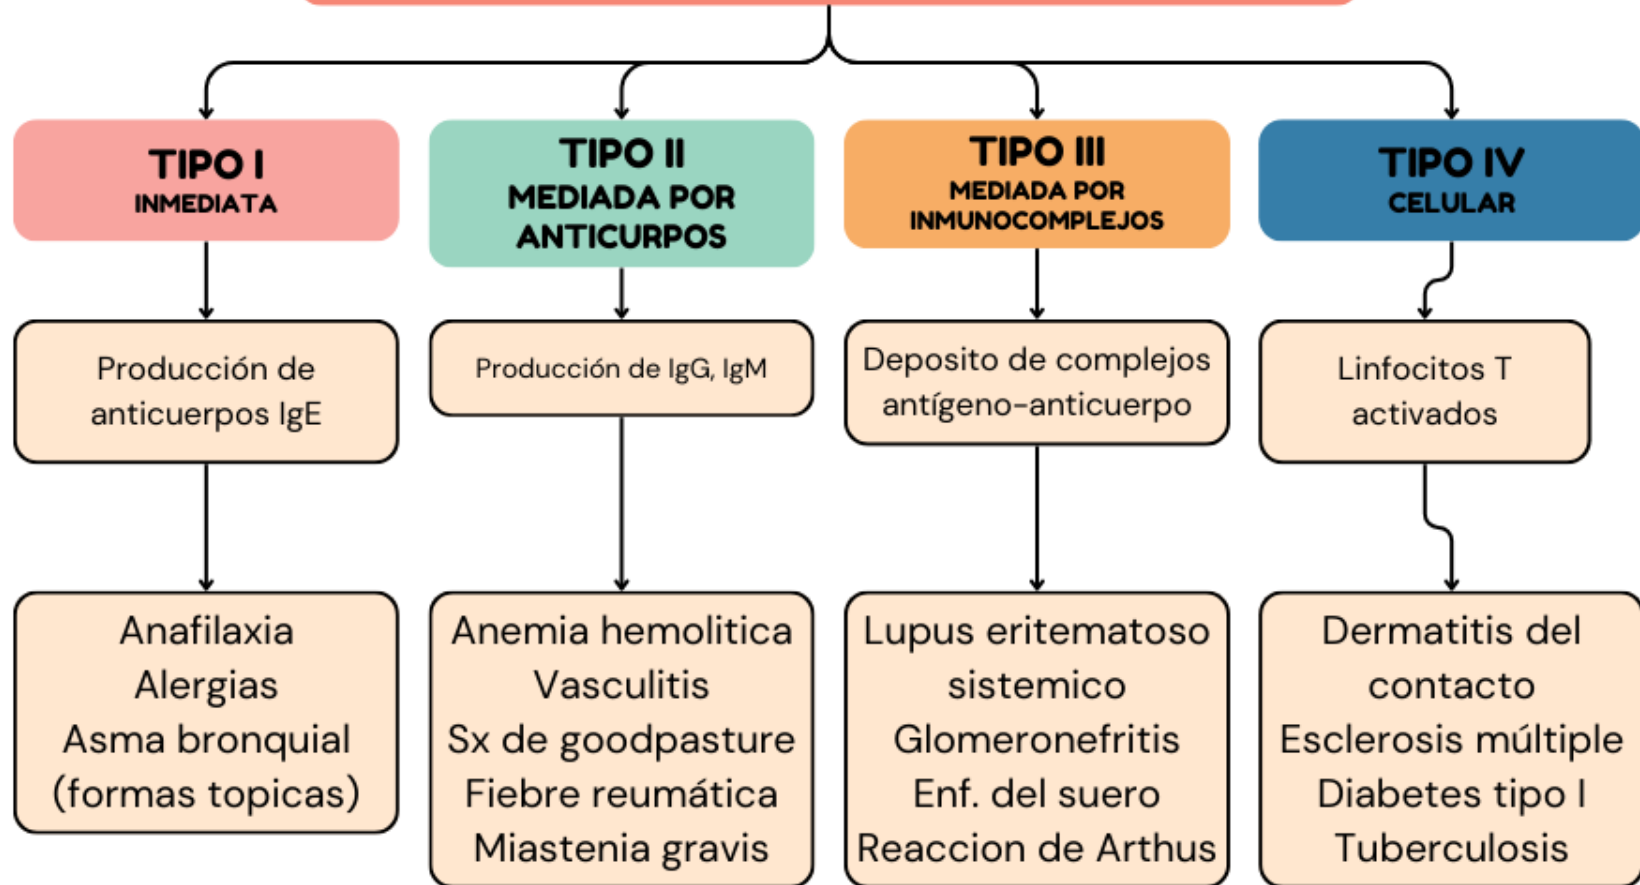 TIPO I
INMEDIATA
TIPO II
MEDIADA POR
ANTICURPOS
TIPO III
MEDIADA POR
INMUNOCOMPLEJOS
TIPO IV
CELULAR
Producción de
anticuerpos IgE
Producción de IgG, IgM
Deposito de complejos
antígeno-anticuerpo
Linfocitos T
activados
Anafilaxia
Alergias
Asma bronquial
(formas topicas)
Anemia hemolitica
Vasculitis
Sx de goodpasture
Fiebre reumática
Miastenia gravis
Lupus eritematoso
sistemico
Glomeronefritis
Enf. del suero
Reaccion de Arthus
Dermatitis del
contacto
Esclerosis múltiple
Diabetes tipo I
Tuberculosis